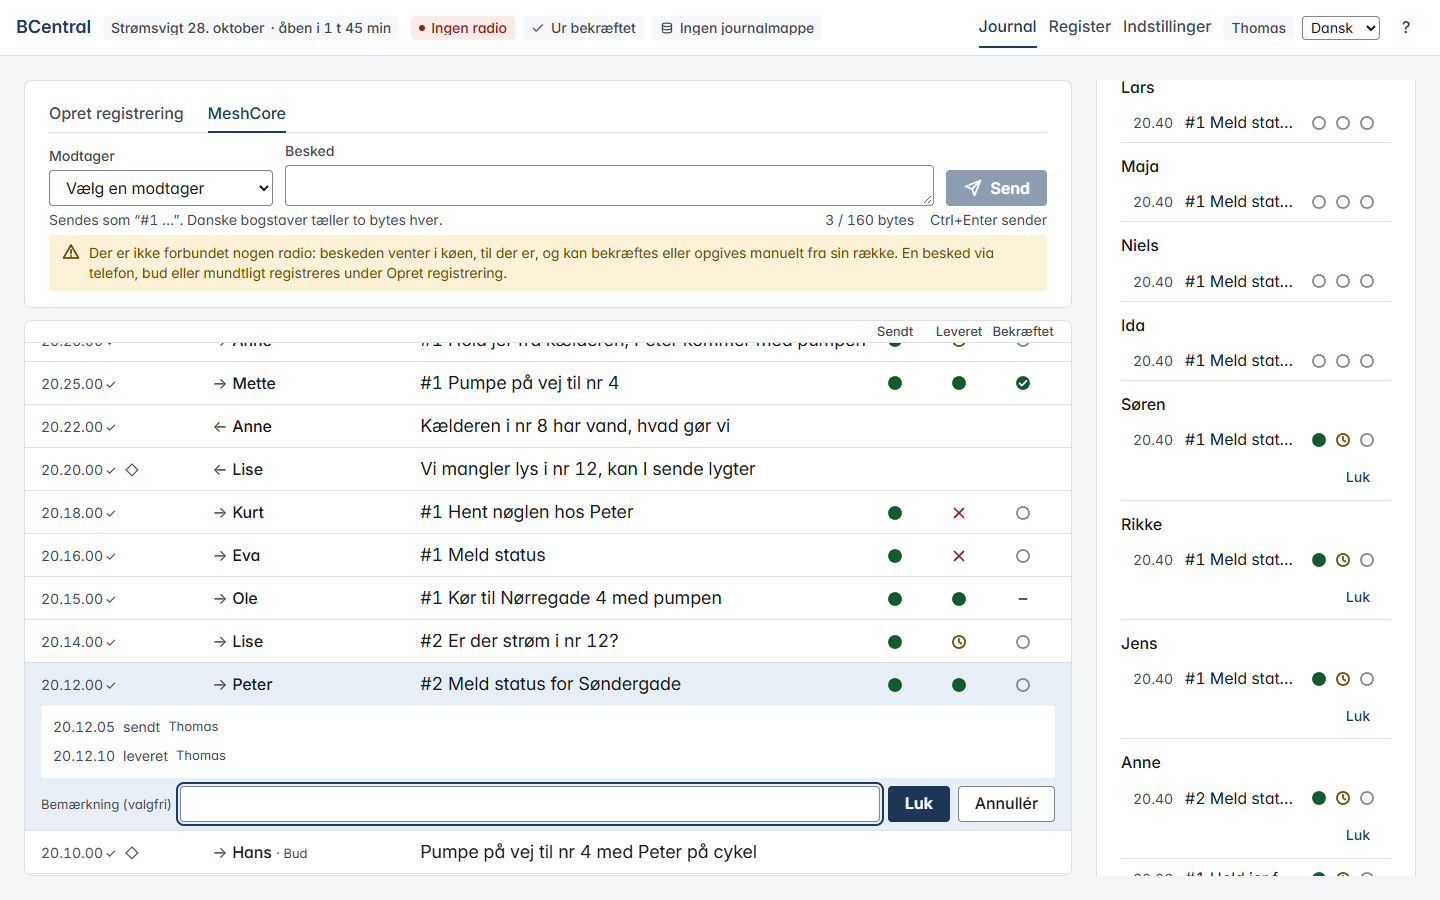 BCentral
Strømsvigt 28. oktober · åben i 1 t 45 min
Ingen radio
Ur bekræftet
Ingen journalmappe
Journal
Register
Indstillinger
Thomas
Dansk
?
Opret registrering
MeshCore
Modtager
Besked
Vælg en modtager
Send
Sendes som “#1 …”. Danske bogstaver tæller to bytes hver.
3 / 160 bytes
Ctrl+Enter sender
Der er ikke forbundet nogen radio: beskeden venter i køen, til der er, og kan bekræftes eller opgives manuelt fra sin række. En besked via
telefon, bud eller mundtligt registreres under Opret registrering.
Sendt Leveret Bekræftet
20.25.00 → Mette #1 Pumpe på vej til nr 4
20.22.00 ← Anne Kælderen i nr 8 har vand, hvad gør vi
20.20.00 ← Lise Vi mangler lys i nr 12, kan I sende lygter
20.18.00 → Kurt #1 Hent nøglen hos Peter
20.16.00 → Eva #1 Meld status
20.15.00 → Ole #1 Kør til Nørregade 4 med pumpen
20.14.00 → Lise #2 Er der strøm i nr 12?
20.12.00 → Peter #2 Meld status for Søndergade
20.12.05 sendt Thomas
20.12.10 leveret Thomas
Bemærkning (valgfri)
Luk
Annullér
20.10.00 → Hans · Bud Pumpe på vej til nr 4 med Peter på cykel
Lars
20.40 #1 Meld stat…
Maja
20.40 #1 Meld stat…
Niels
20.40 #1 Meld stat…
Ida
20.40 #1 Meld stat…
Søren
20.40 #1 Meld stat…
Luk
Rikke
20.40 #1 Meld stat…
Luk
Jens
20.40 #1 Meld stat…
Luk
Anne
20.40 #2 Meld stat…
Luk